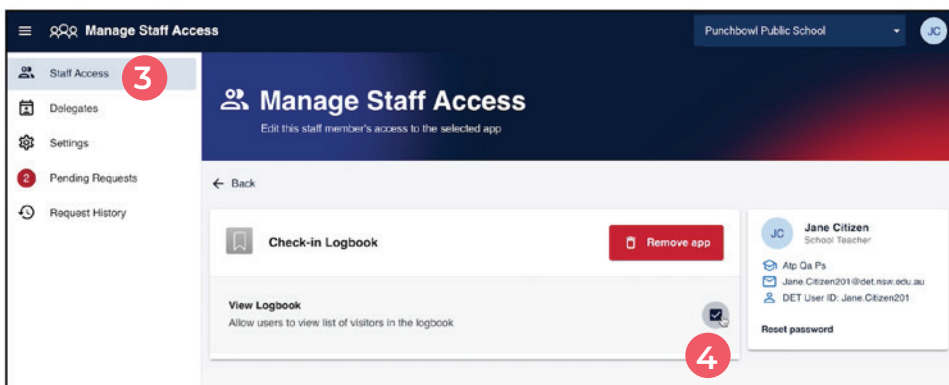 Manage Staff Access
Punchbowl Public School
JC
Staff Access
3
Delegates
Settings
2 Pending Requests
Request History
Manage Staff Access
Edit this staff member's access to the selected app
Back
Check-in Logbook
Remove app
View Logbook
Allow users to view list of visitors in the logbook
4
JC
Jane Citizen
School Teacher
Atp Qa Ps
Jane.Citizen201@det.nsw.edu.au
DET User ID: Jane.Citizen201
Reset password